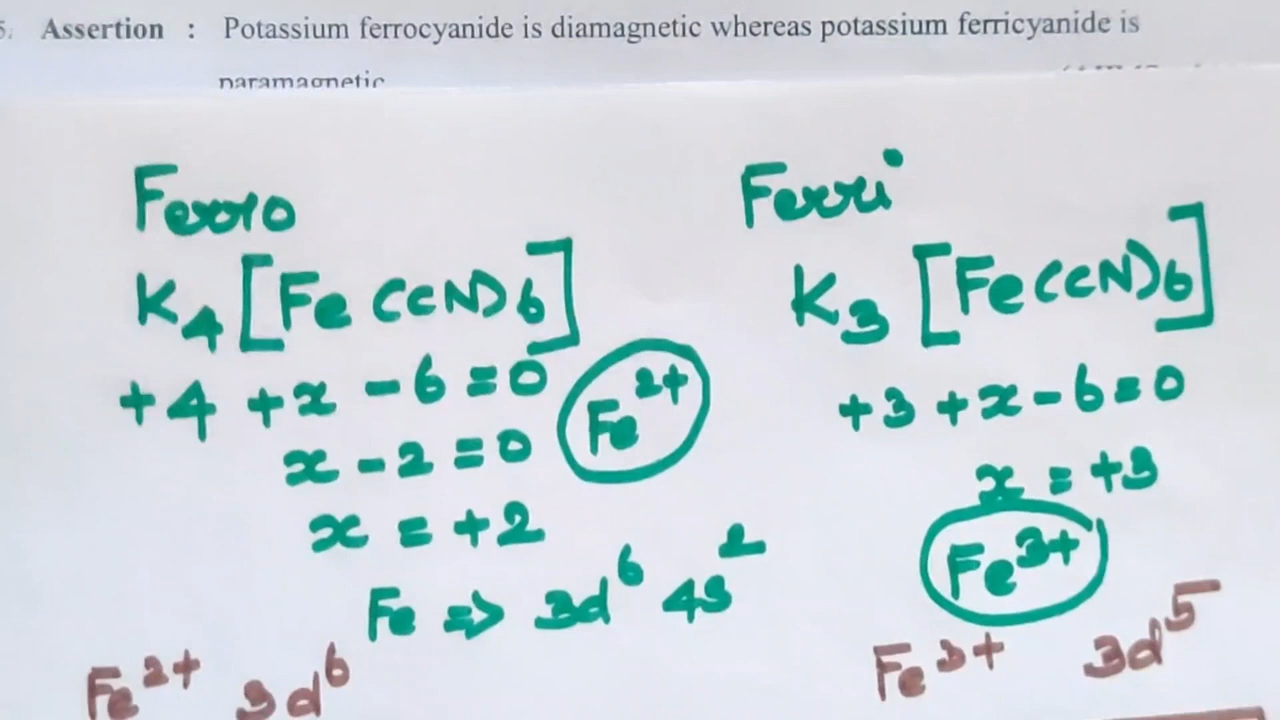 5. Assertion : Potassium ferrocyanide is diamagnetic whereas potassium ferricyanide is
paramagnetic
Ferro
K4 [Fe (CN)6]
+4 +x - 6 = 0
x - 2 = 0
x = +2
Fe²⁺
Fe => 3d⁶ 4s²
Fe²⁺ 3d⁶
Ferri
K3 [Fe(CN)6]
+3 + x - 6 = 0
x = +3
Fe³⁺
Fe³⁺ 3d⁵